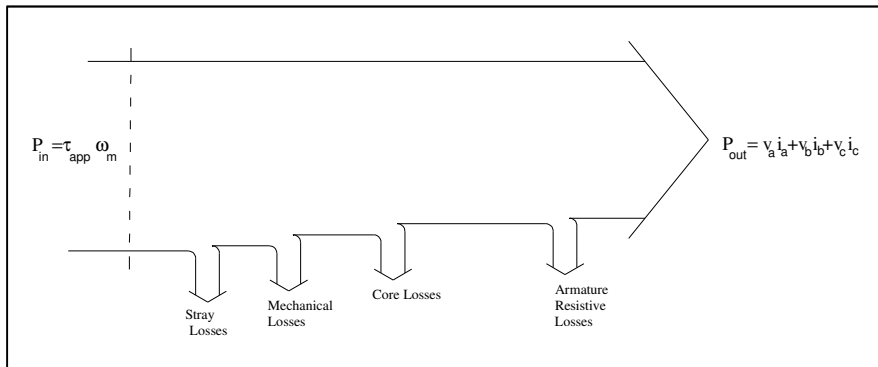 P_in = τ_app ω_m
P_out = v_a i_a + v_b i_b + v_c i_c
Stray
Losses
Mechanical
Losses
Core Losses
Armature
Resistive
Losses